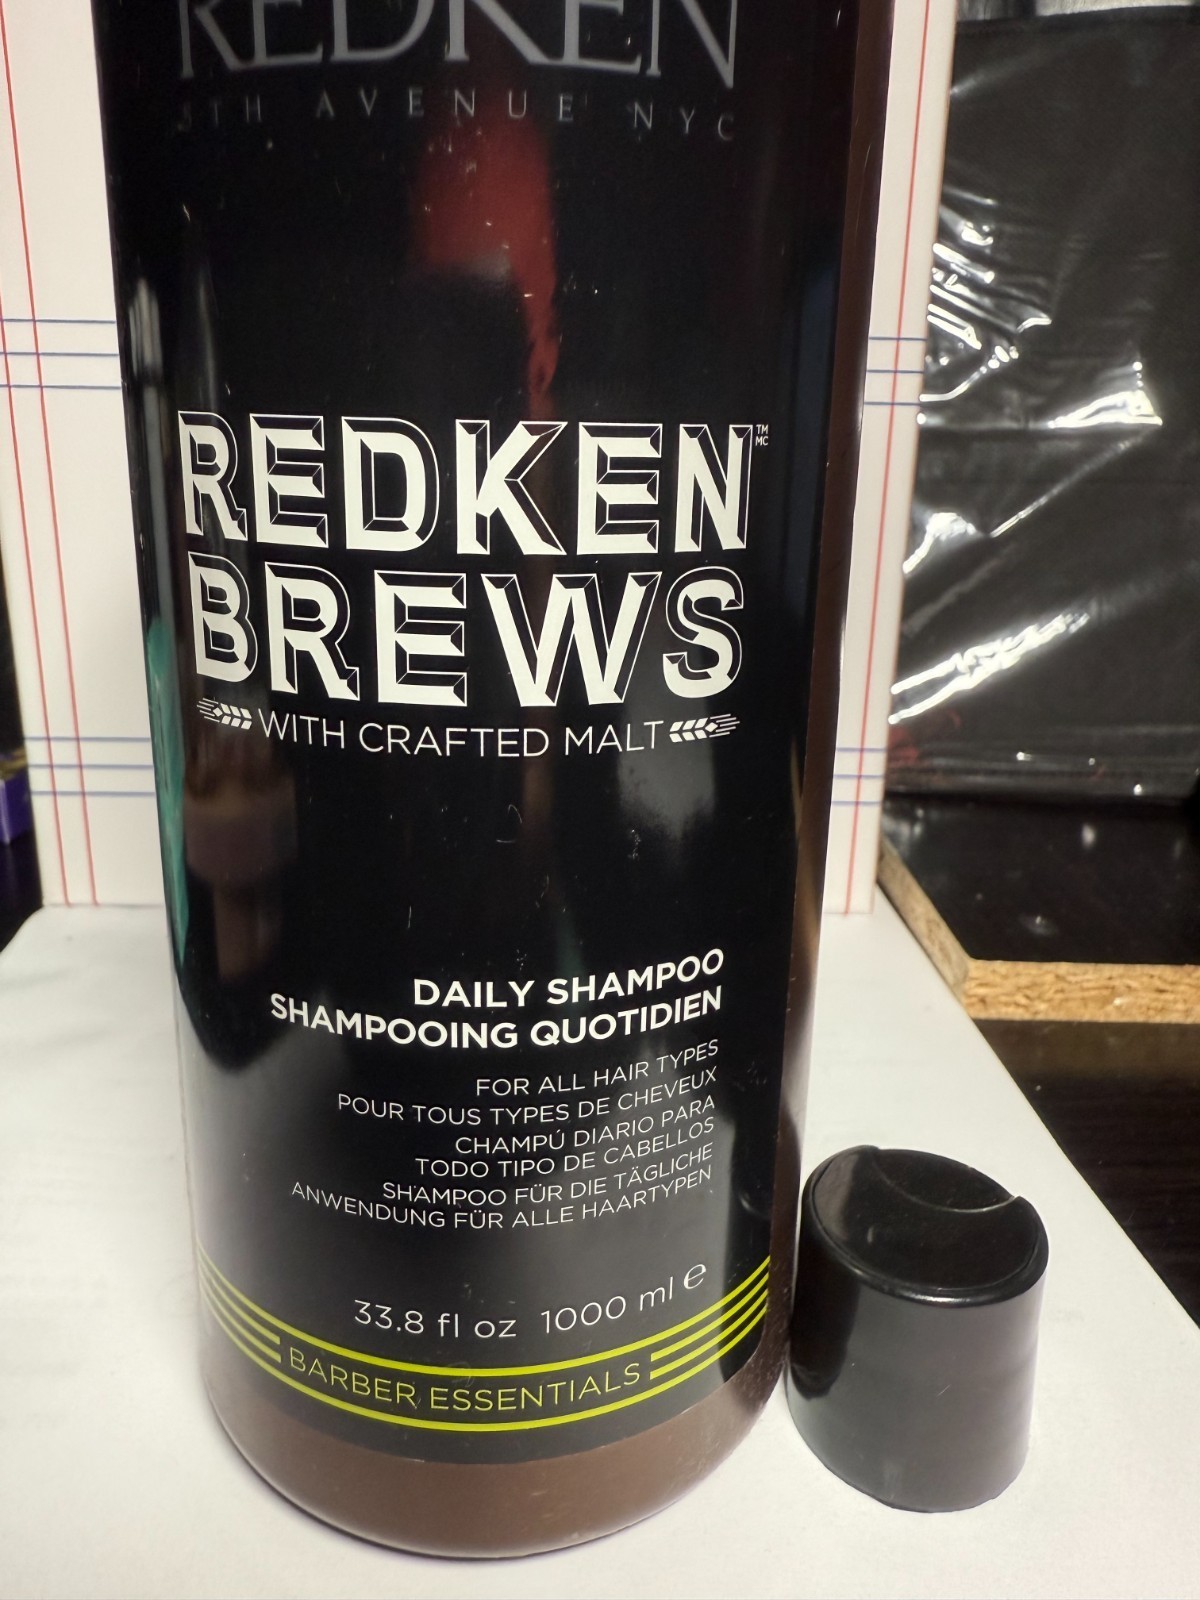 REDKEN
5TH AVENUE NYC
REDKEN™ MC
BREWS
WITH CRAFTED MALT
DAILY SHAMPOO
SHAMPOOING QUOTIDIEN
FOR ALL HAIR TYPES
POUR TOUS TYPES DE CHEVEUX
CHAMPÚ DIARIO PARA
TODO TIPO DE CABELLOS
SHAMPOO FÜR DIE TÄGLICHE
ANWENDUNG FÜR ALLE HAARTYPEN
33.8 fl oz 1000 ml ℮
BARBER ESSENTIALS